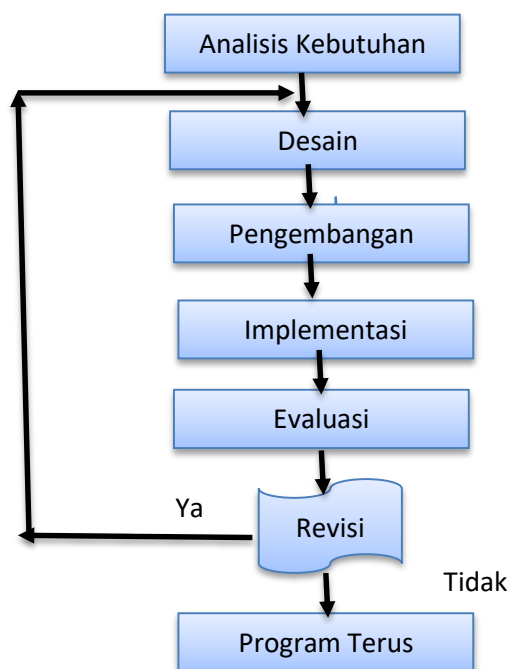 Analisis Kebutuhan
Desain
Pengembangan
Implementasi
Evaluasi
Ya
Revisi
Tidak
Program Terus